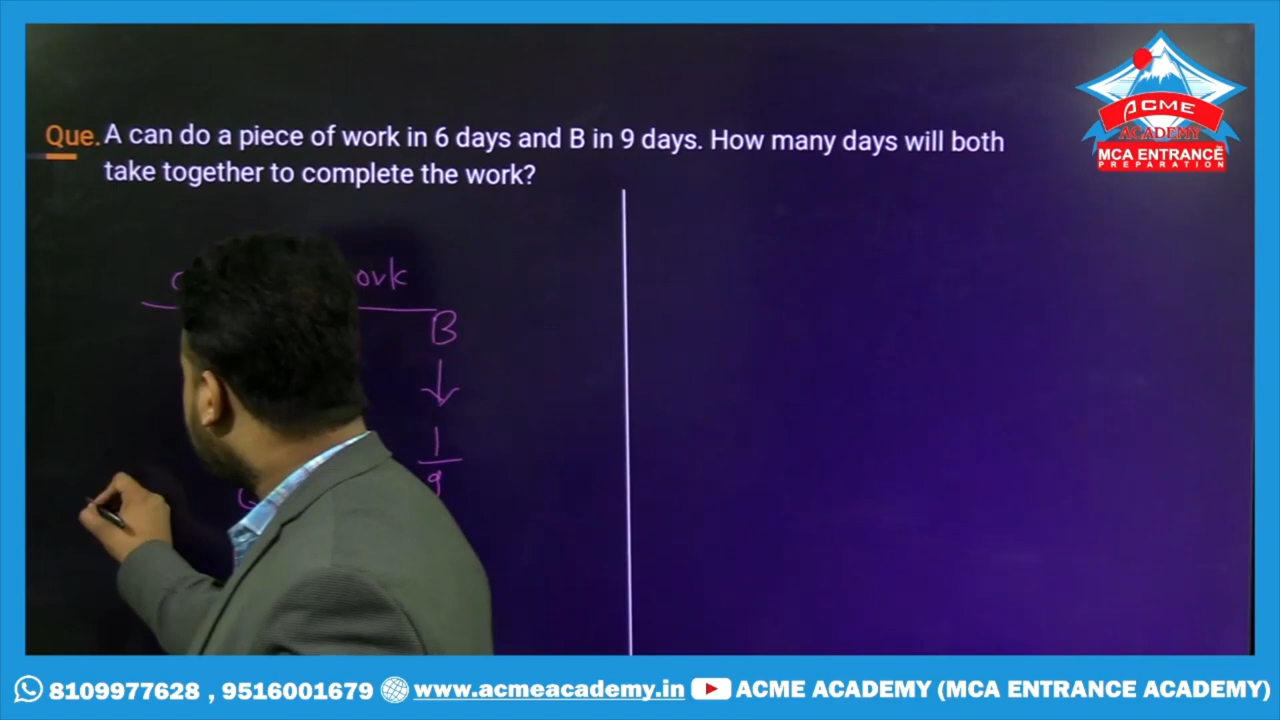 Que. A can do a piece of work in 6 days and B in 9 days. How many days will both
take together to complete the work?
ACME
ACADEMY
MCA ENTRANCE
PREPARATION
B
1
9
8109977628 , 9516001679 www.acmeacademy.in ACME ACADEMY (MCA ENTRANCE ACADEMY)